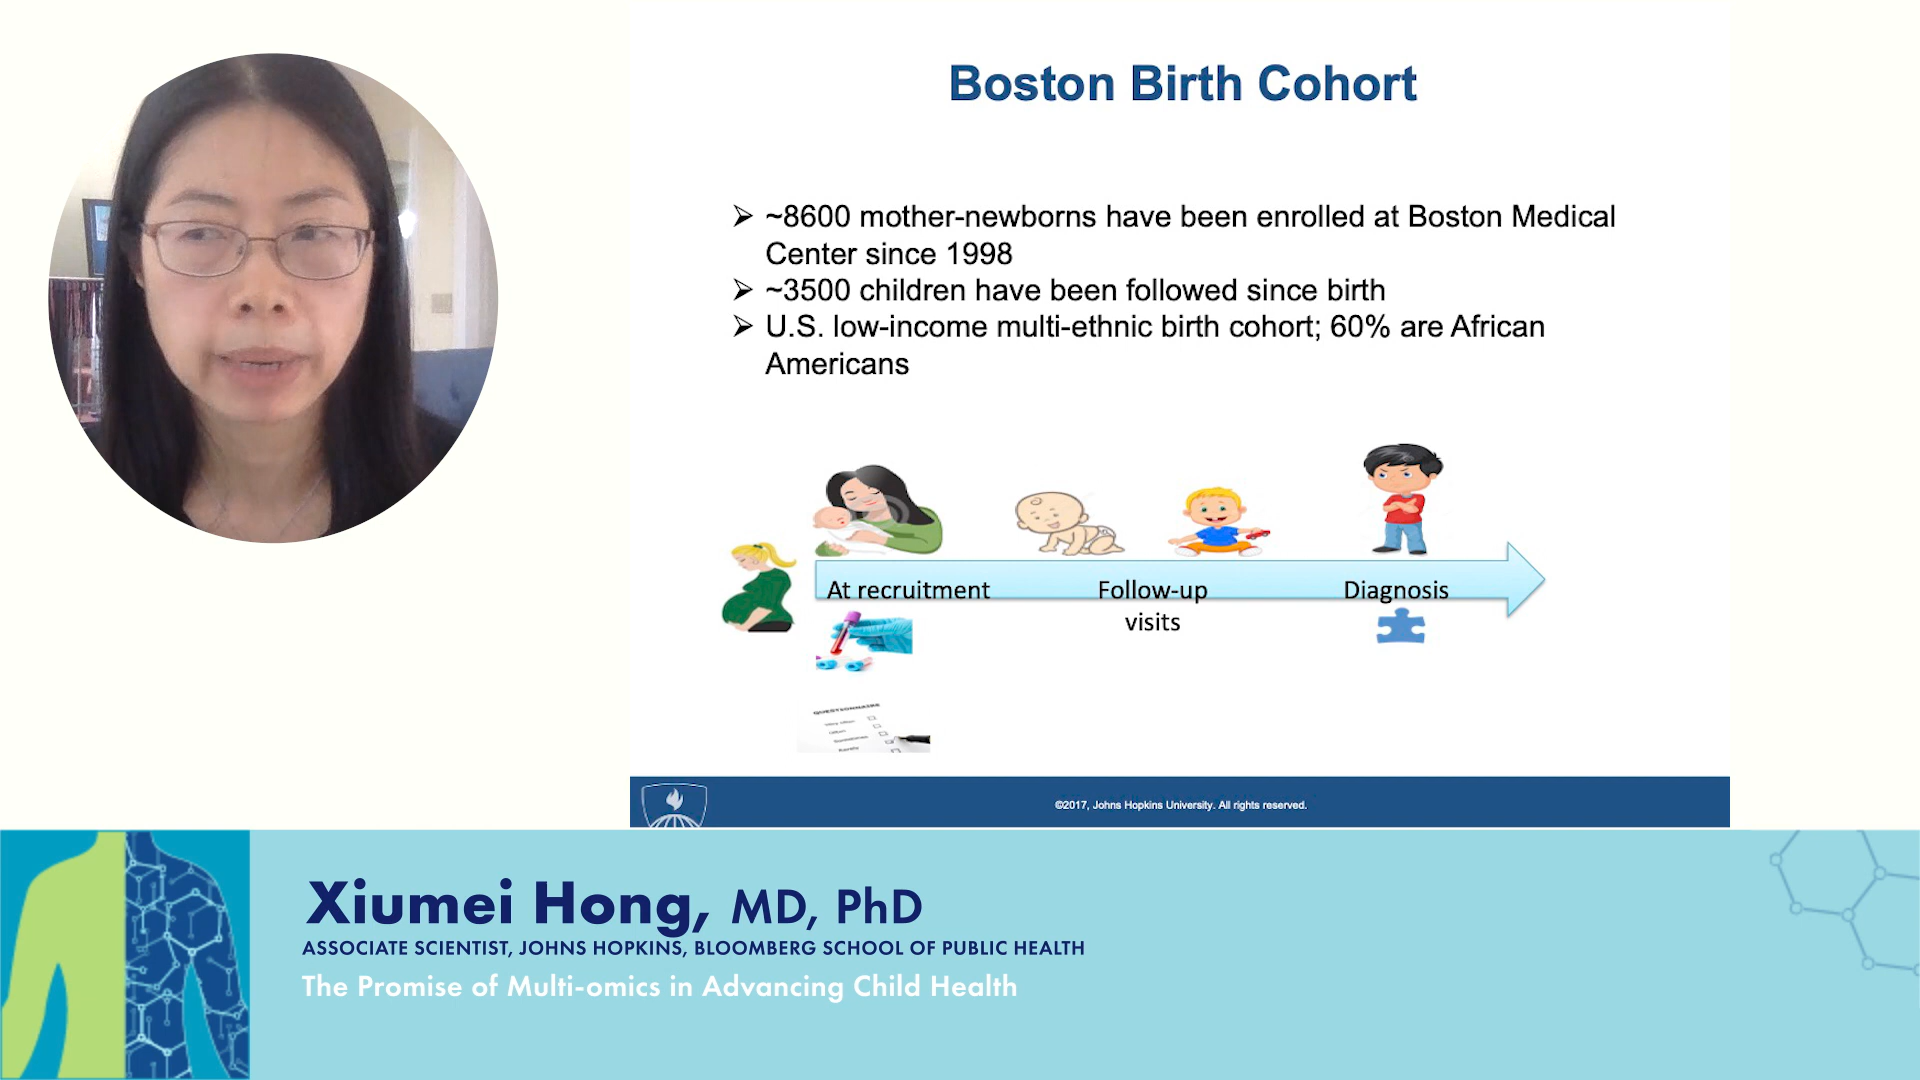 Boston Birth Cohort
➢ ~8600 mother-newborns have been enrolled at Boston Medical
Center since 1998
➢ ~3500 children have been followed since birth
➢ U.S. low-income multi-ethnic birth cohort; 60% are African
Americans
At recruitment
Follow-up
visits
Diagnosis
QUESTIONNAIRE
©2017, Johns Hopkins University. All rights reserved.
Xiumei Hong, MD, PhD
ASSOCIATE SCIENTIST, JOHNS HOPKINS, BLOOMBERG SCHOOL OF PUBLIC HEALTH
The Promise of Multi-omics in Advancing Child Health